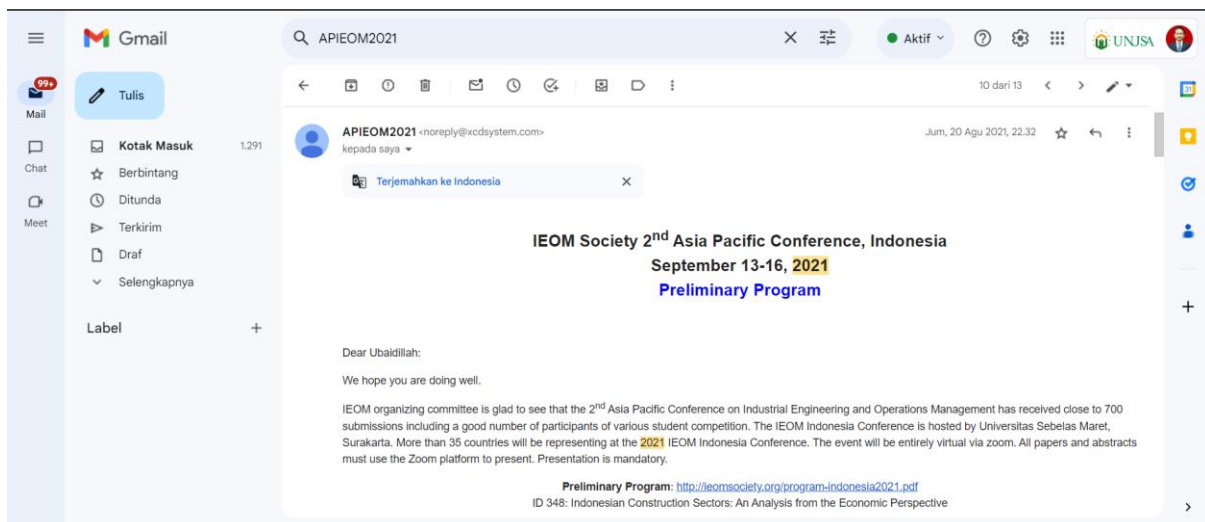 Gmail
APIEOM2021
Aktif
UNJSA
99+
Mail
Chat
Meet
Tulis
Kotak Masuk 1.291
Berbintang
Ditunda
Terkirim
Draf
Selengkapnya
Label
10 dari 13
31
APIEOM2021 <noreply@xcdsystem.com>
Jum, 20 Agu 2021, 22.32
kepada saya
Terjemahkan ke Indonesia
IEOM Society 2nd Asia Pacific Conference, Indonesia
September 13-16, 2021
Preliminary Program
Dear Ubaidillah:
We hope you are doing well.
IEOM organizing committee is glad to see that the 2nd Asia Pacific Conference on Industrial Engineering and Operations Management has received close to 700
submissions including a good number of participants of various student competition. The IEOM Indonesia Conference is hosted by Universitas Sebelas Maret,
Surakarta. More than 35 countries will be representing at the 2021 IEOM Indonesia Conference. The event will be entirely virtual via zoom. All papers and abstracts
must use the Zoom platform to present. Presentation is mandatory.
Preliminary Program: http://ieomsociety.org/program-indonesia2021.pdf
ID 348: Indonesian Construction Sectors: An Analysis from the Economic Perspective